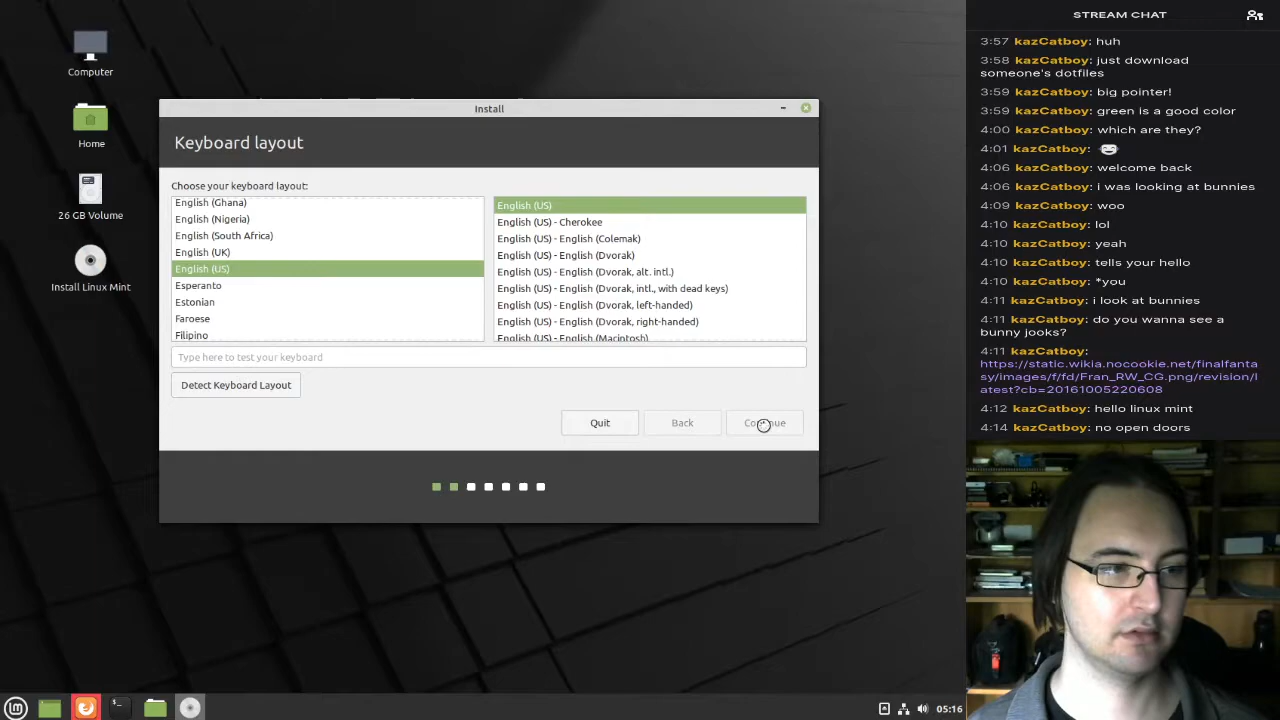 Computer
Home
26 GB Volume
Install Linux Mint
Install
Keyboard layout
Choose your keyboard layout:
English (Ghana)
English (Nigeria)
English (South Africa)
English (UK)
English (US)
Esperanto
Estonian
Faroese
Filipino
English (US)
English (US) - Cherokee
English (US) - English (Colemak)
English (US) - English (Dvorak)
English (US) - English (Dvorak, alt. intl.)
English (US) - English (Dvorak, intl., with dead keys)
English (US) - English (Dvorak, left-handed)
English (US) - English (Dvorak, right-handed)
English (US) - English (Macintosh)
Type here to test your keyboard
Detect Keyboard Layout
Quit
Back
Continue
05:16
STREAM CHAT
3:57 kazCatboy: huh
3:58 kazCatboy: just download
someone's dotfiles
3:59 kazCatboy: big pointer!
3:59 kazCatboy: green is a good color
4:00 kazCatboy: which are they?
4:01 kazCatboy:
4:06 kazCatboy: welcome back
4:06 kazCatboy: i was looking at bunnies
4:09 kazCatboy: woo
4:10 kazCatboy: lol
4:10 kazCatboy: yeah
4:10 kazCatboy: tells your hello
4:10 kazCatboy: *you
4:11 kazCatboy: i look at bunnies
4:11 kazCatboy: do you wanna see a
bunny jooks?
4:11 kazCatboy:
https://static.wikia.nocookie.net/finalfanta
sy/images/f/fd/Fran_RW_CG.png/revision/l
atest?cb=20161005220608
4:12 kazCatboy: hello linux mint
4:14 kazCatboy: no open doors